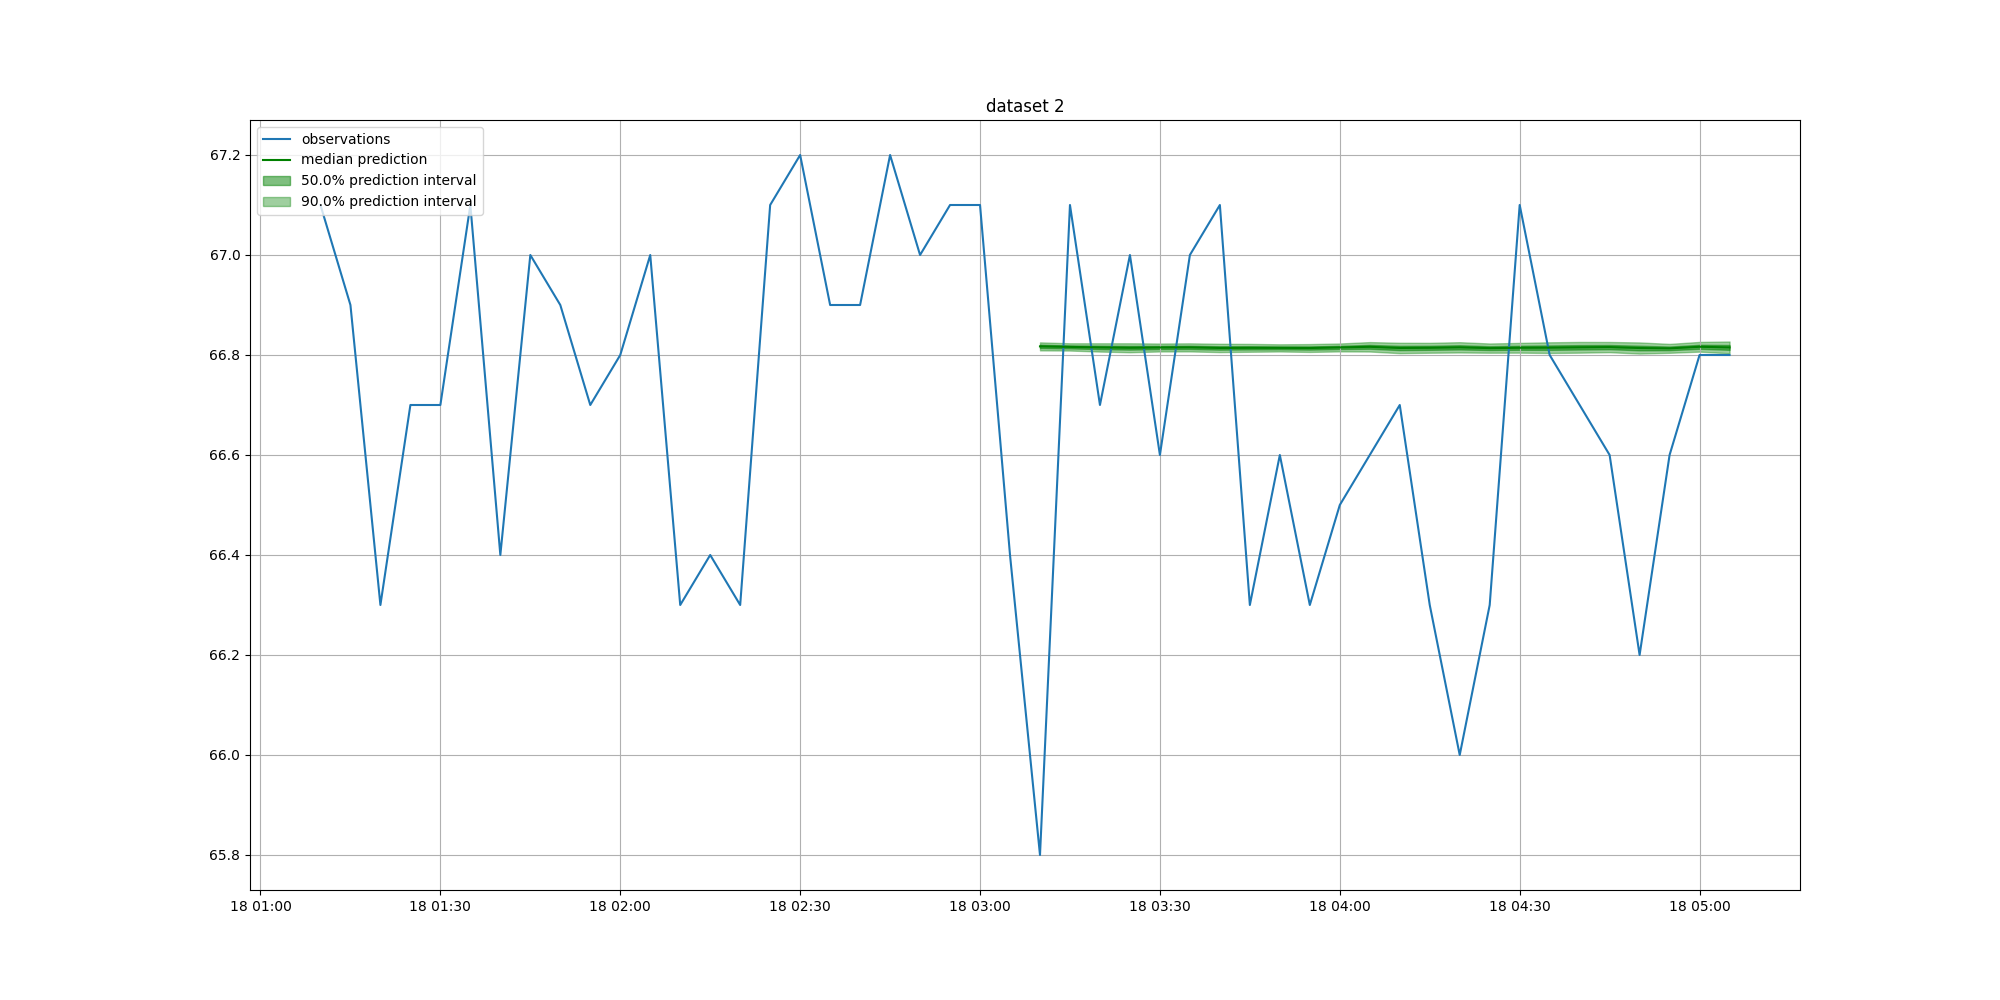 dataset 2
observations
median prediction
50.0% prediction interval
90.0% prediction interval
67.2
67.0
66.8
66.6
66.4
66.2
66.0
65.8
18 01:00 18 01:30 18 02:00 18 02:30 18 03:00 18 03:30 18 04:00 18 04:30 18 05:00